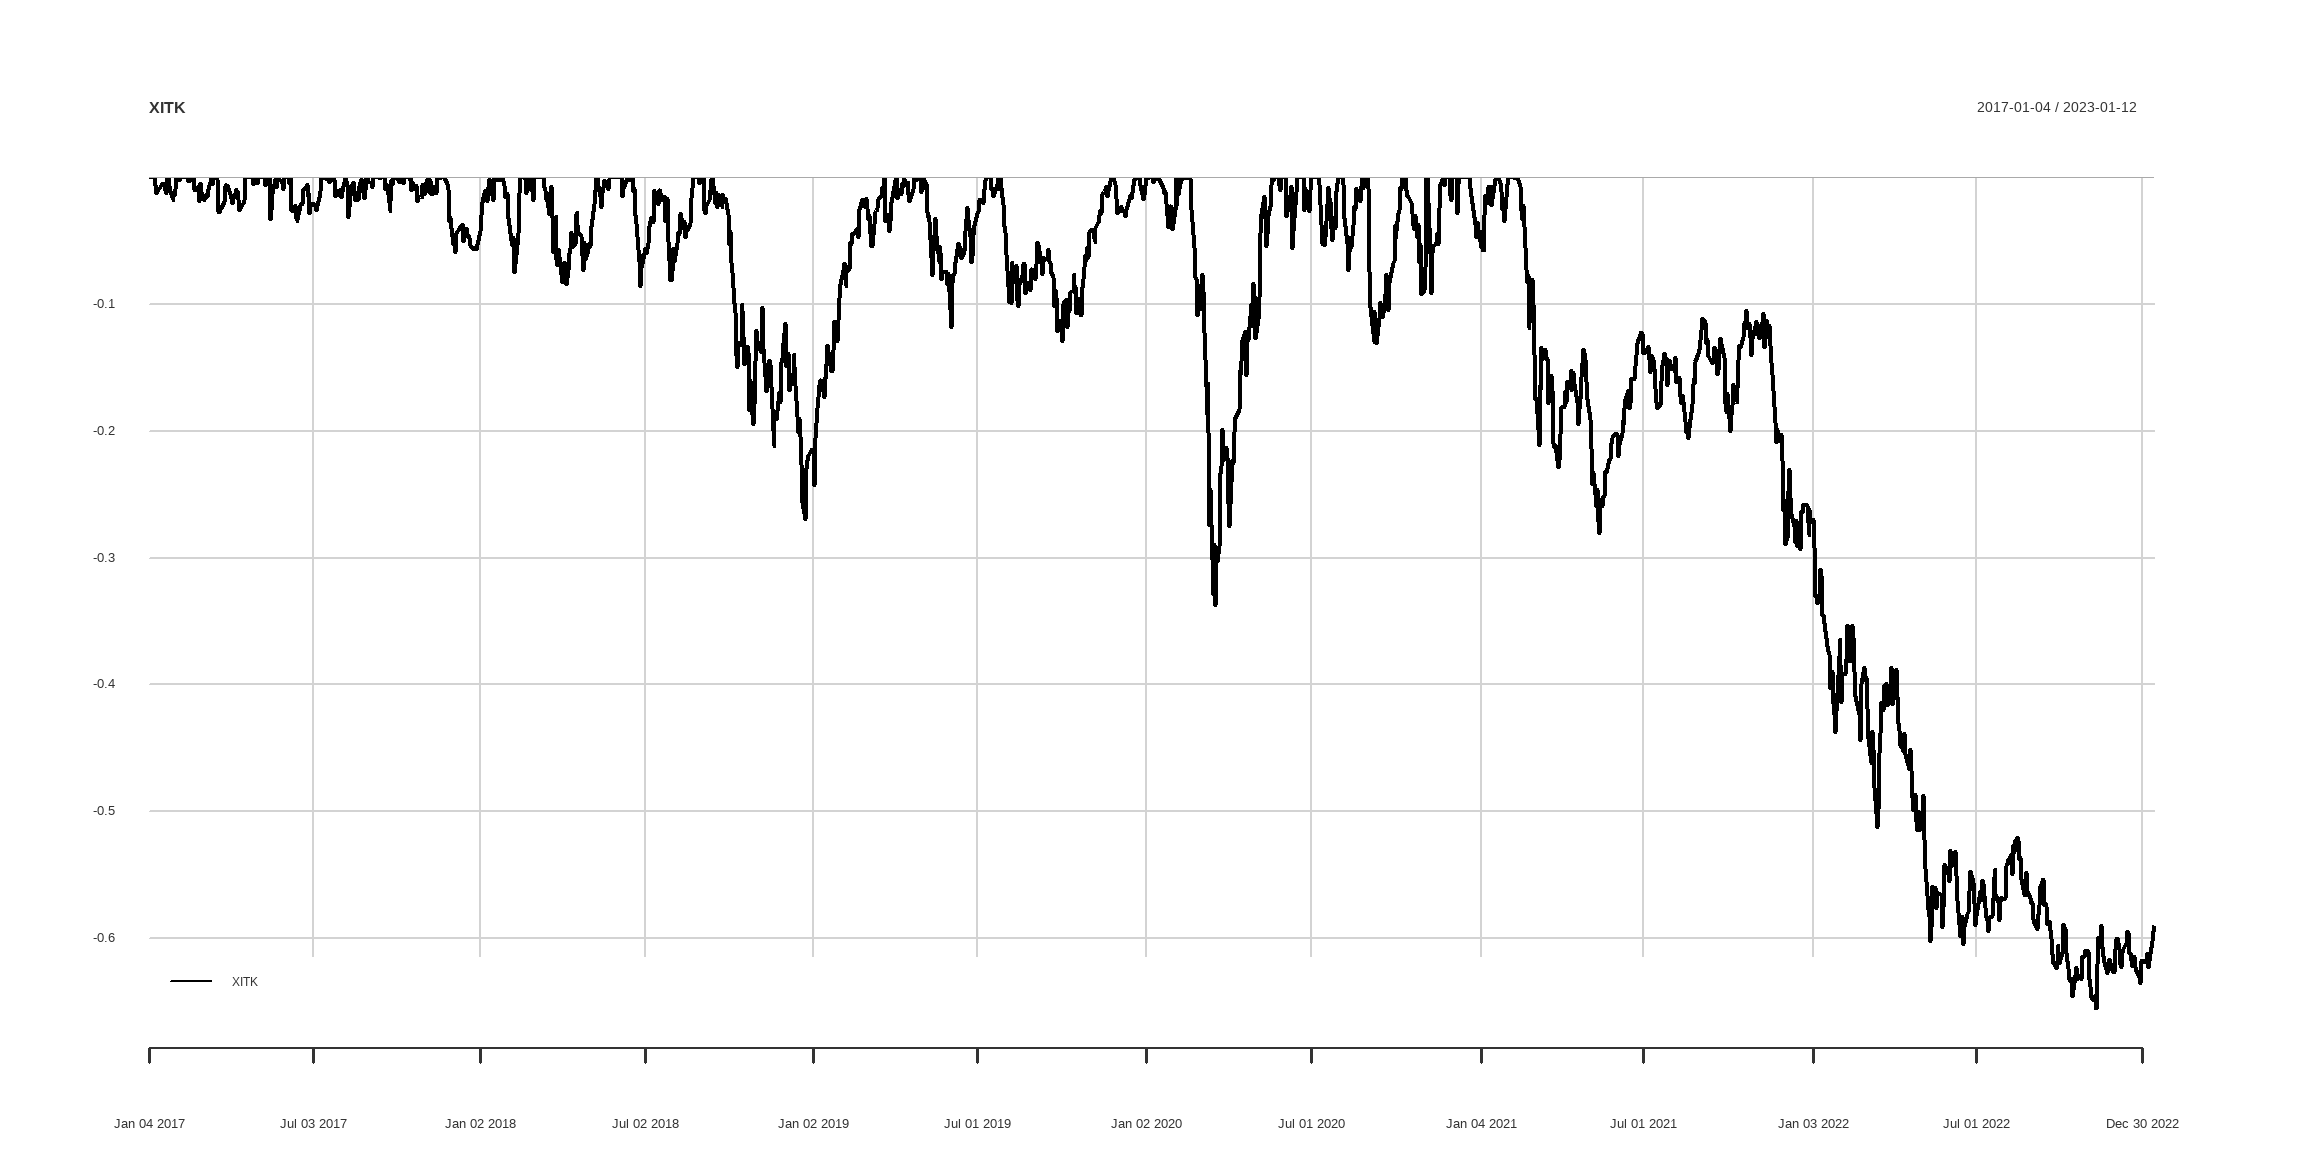 XITK
2017-01-04 / 2023-01-12
-0.1
-0.2
-0.3
-0.4
-0.5
-0.6
XITK
Jan 04 2017
Jul 03 2017
Jan 02 2018
Jul 02 2018
Jan 02 2019
Jul 01 2019
Jan 02 2020
Jul 01 2020
Jan 04 2021
Jul 01 2021
Jan 03 2022
Jul 01 2022
Dec 30 2022